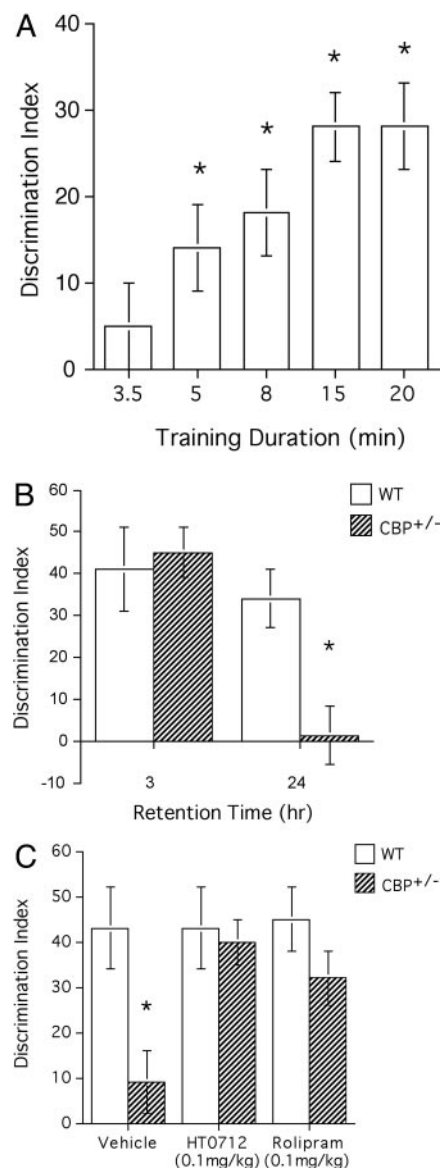 A
40
30
20
10
0
Discrimination Index
* * * *
3.5 5 8 15 20
Training Duration (min)
B
WT
CBP+/-
60
50
40
30
20
10
0
-10
Discrimination Index
*
3 24
Retention Time (hr)
C
WT
CBP+/-
60
50
40
30
20
10
0
Discrimination Index
*
Vehicle HT0712 Rolipram
(0.1mg/kg) (0.1mg/kg)